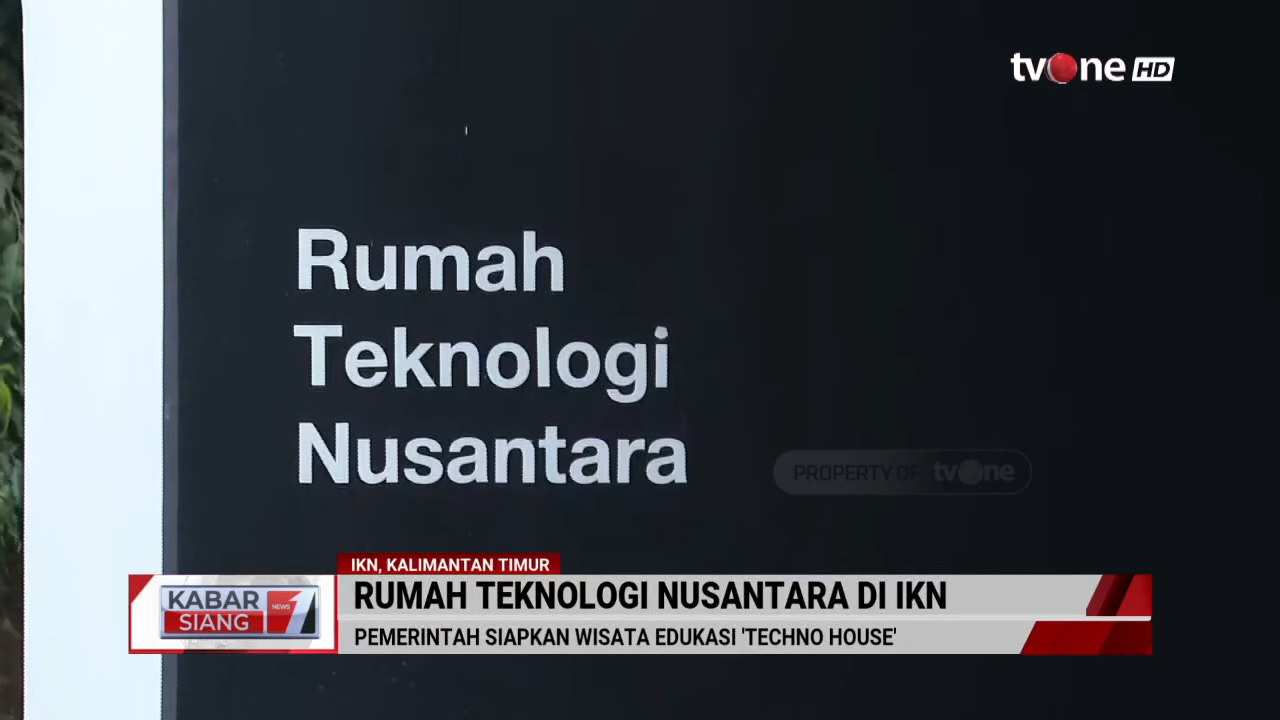 tvone HD
Rumah
Teknologi
Nusantara
PROPERTY OF tvone
IKN, KALIMANTAN TIMUR
KABAR SIANG NEWS 1
RUMAH TEKNOLOGI NUSANTARA DI IKN
PEMERINTAH SIAPKAN WISATA EDUKASI 'TECHNO HOUSE'